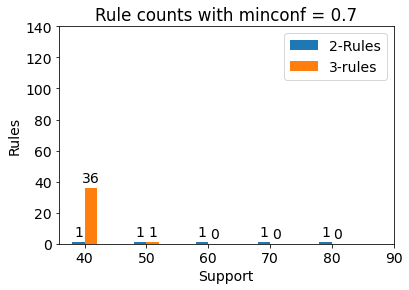 Rule counts with minconf = 0.7
140
120
100
80
60
40
20
0
Rules
2-Rules
3-rules
1 36
1 1
1 0
1 0
1 0
40 50 60 70 80 90
Support